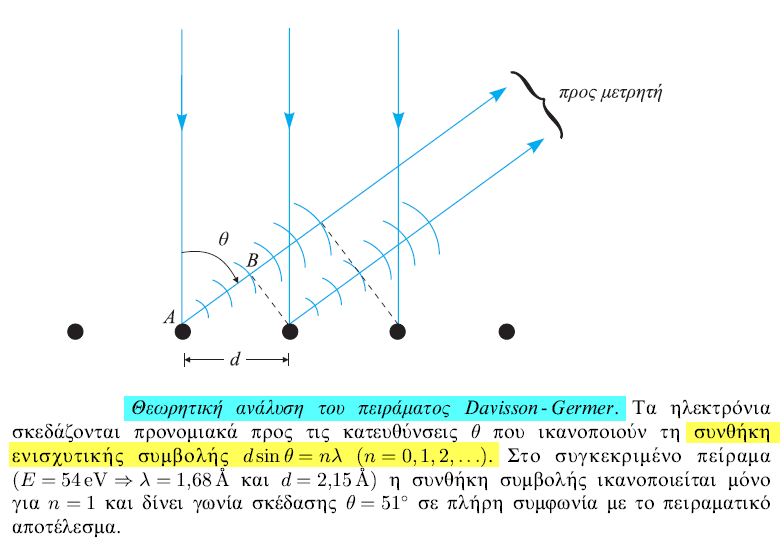 προς μετρητή
θ
B
A
d
Θεωρητική ανάλυση του πειράματος Davisson - Germer. Τα ηλεκτρόνια
σκεδάζονται προνομιακά προς τις κατευθύνσεις θ που ικανοποιούν τη συνθήκη
ενισχυτικής συμβολής d sin θ = nλ (n = 0, 1, 2, . . .). Στο συγκεκριμένο πείραμα
(E = 54 eV ⇒ λ = 1,68 Å και d = 2,15 Å) η συνθήκη συμβολής ικανοποιείται μόνο
για n = 1 και δίνει γωνία σκέδασης θ = 51° σε πλήρη συμφωνία με το πειραματικό
αποτέλεσμα.